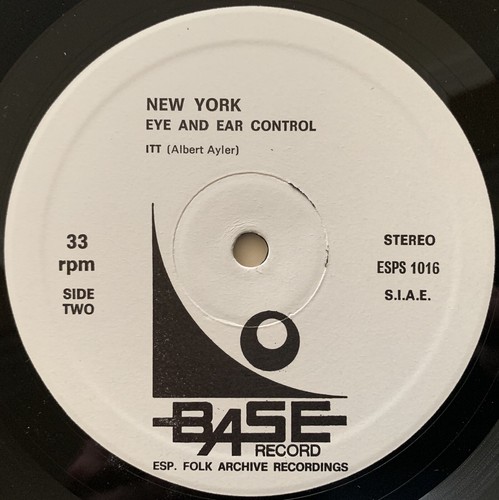 NEW YORK
EYE AND EAR CONTROL
ITT (Albert Ayler)
33
rpm
SIDE
TWO
STEREO
ESPS 1016
S.I.A.E.
BASE
RECORD
ESP. FOLK ARCHIVE RECORDINGS